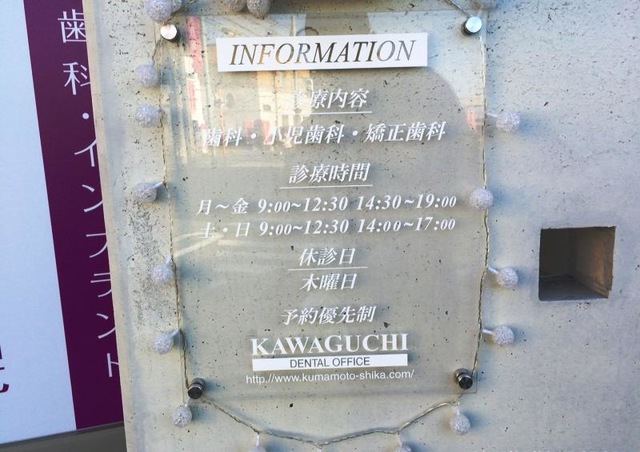 歯科・インプラント
INFORMATION
診療内容
歯科・小児歯科・矯正歯科
診療時間
月～金 9:00~12:30 14:30~19:00
土・日 9:00~12:30 14:00~17:00
休診日
木曜日
予約優先制
KAWAGUCHI
DENTAL OFFICE
http://www.kumamoto-shika.com/